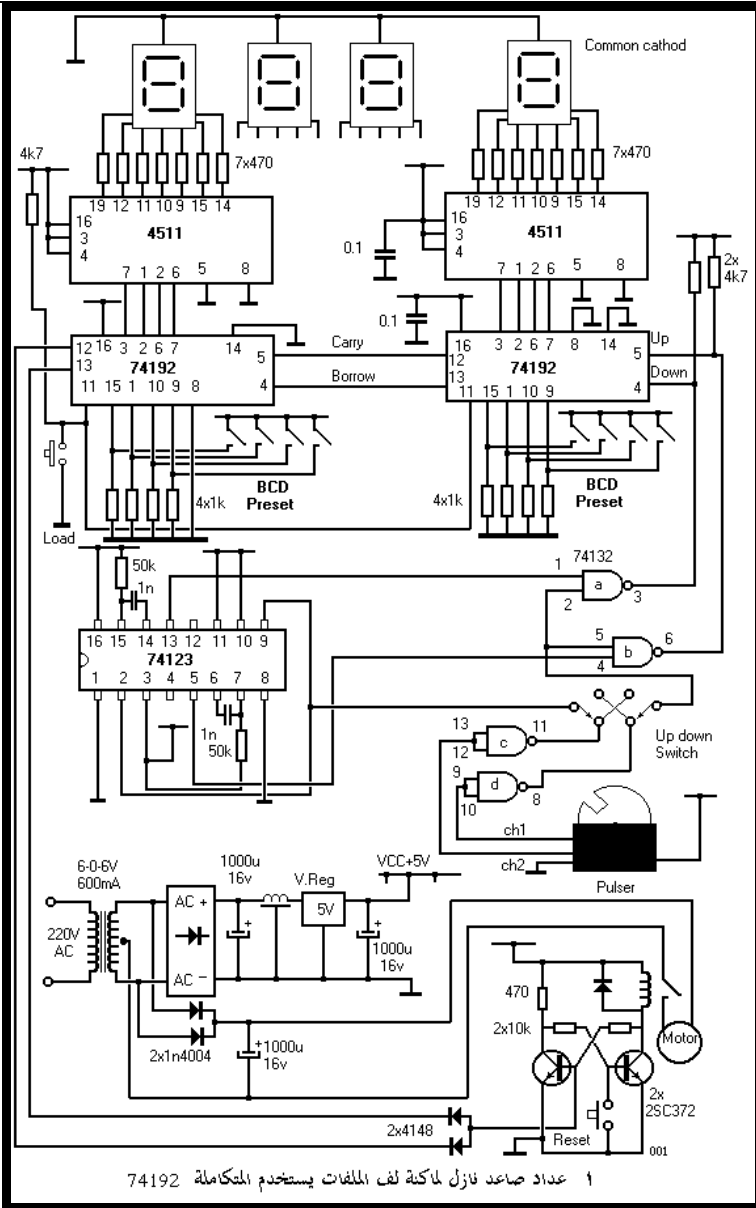 Common cathod
4k7
7x470
7x470
19 12 11 10 9 15 14
19 12 11 10 9 15 14
16
3
4
4511
7 1 2 6 5 8
0.1
16
3
4
4511
7 1 2 6 5 8
2x
4k7
0.1
12 16 3 2 6 7 14 5
13 74192 4
11 15 1 10 9 8
Carry
Borrow
16 3 2 6 7 8 14
12 5
13 74192 4
11 15 1 10 9
Up
Down
BCD
Preset
4x1k
Load
BCD
Preset
4x1k
50k
1n
16 15 14 13 12 11 10 9
74123
1 2 3 4 5 6 7 8
1n
50k
74132
1
2
a
3
5
4
b
6
13
12
c
11
9
10
d
8
Up down
Switch
ch1
ch2
Pulser
6-0-6V
600mA
220V
AC
AC +
AC –
1000u
16v
+
V.Reg
5V
VCC+5V
+
1000u
16v
2x1n4004
+1000u
16v
470
2x10k
Motor
2x
2SC372
Reset
2x4148
001
١ عداد صاعد نازل لماكنة لف الملفات يستخدم المتكاملة 74192